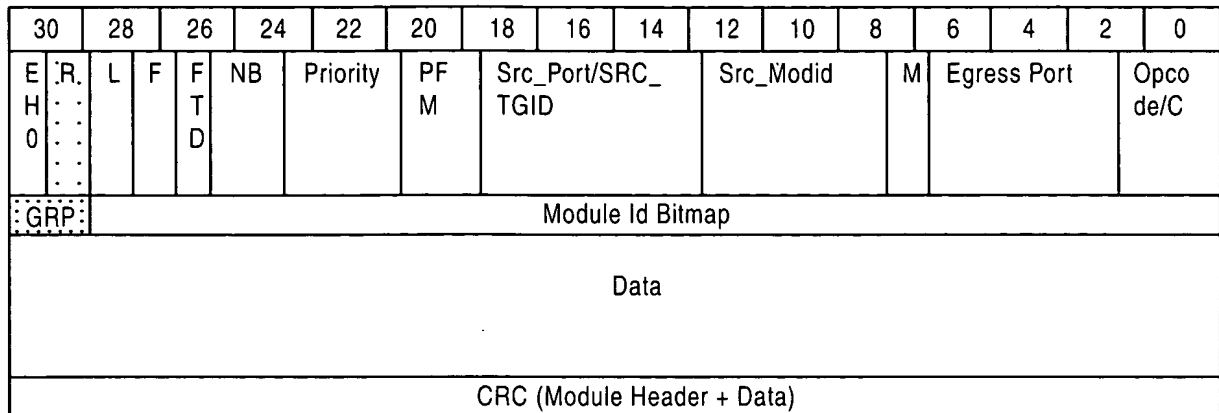 30 28 26 24 22 20 18 16 14 12 10 8 6 4 2 0
E H 0 R L F F T D NB Priority PF M Src_Port/SRC_ TGID Src_Modid M Egress Port Opco de/C
GRP Module Id Bitmap
Data
CRC (Module Header + Data)